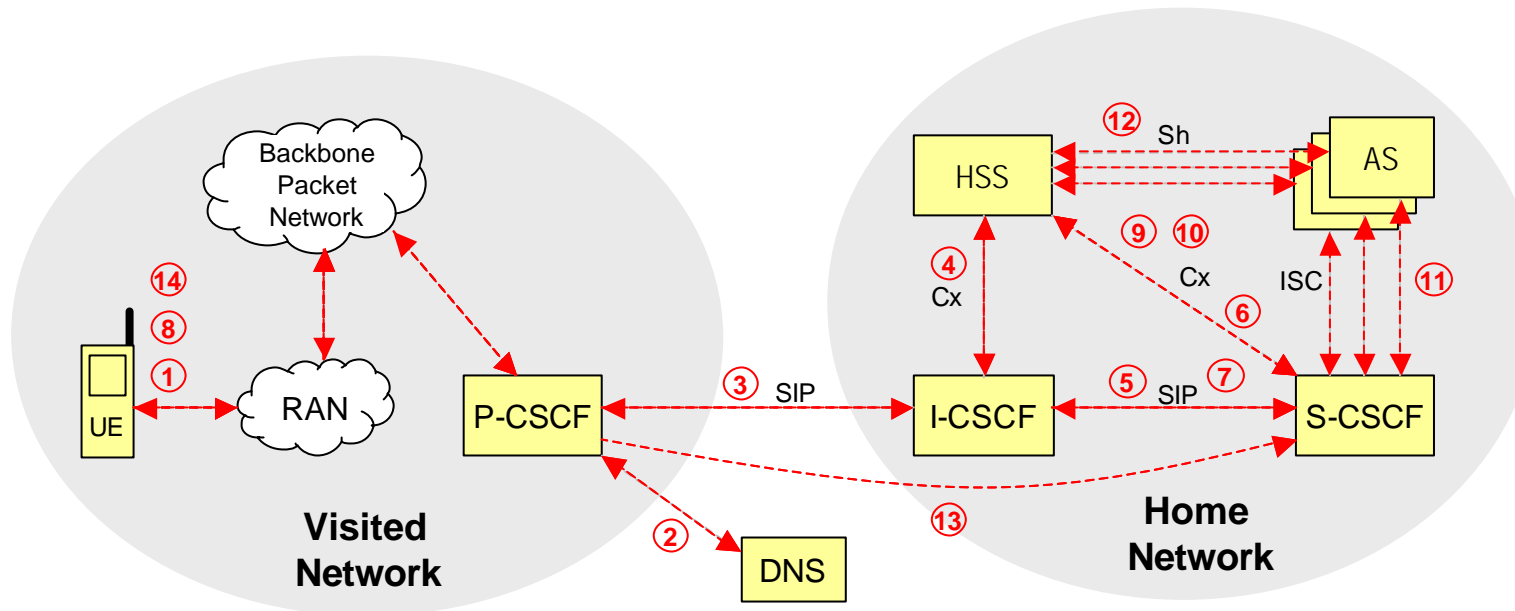 Backbone
Packet
Network
14
8
1
UE
RAN
P-CSCF
3
SIP
2
DNS
Visited
Network
12
Sh
HSS
AS
9
10
4
Cx
Cx
ISC
11
6
I-CSCF
5
SIP
7
S-CSCF
13
Home
Network